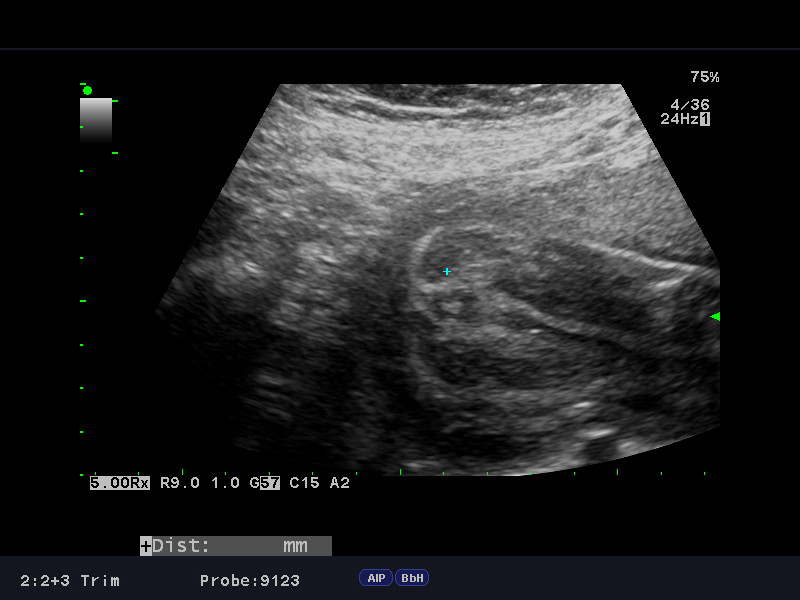 75%
4/36
24Hz1
5.00Rx R9.0 1.0 G57 C15 A2
+Dist: mm
2:2+3 Trim Probe:9123 AIP BbH